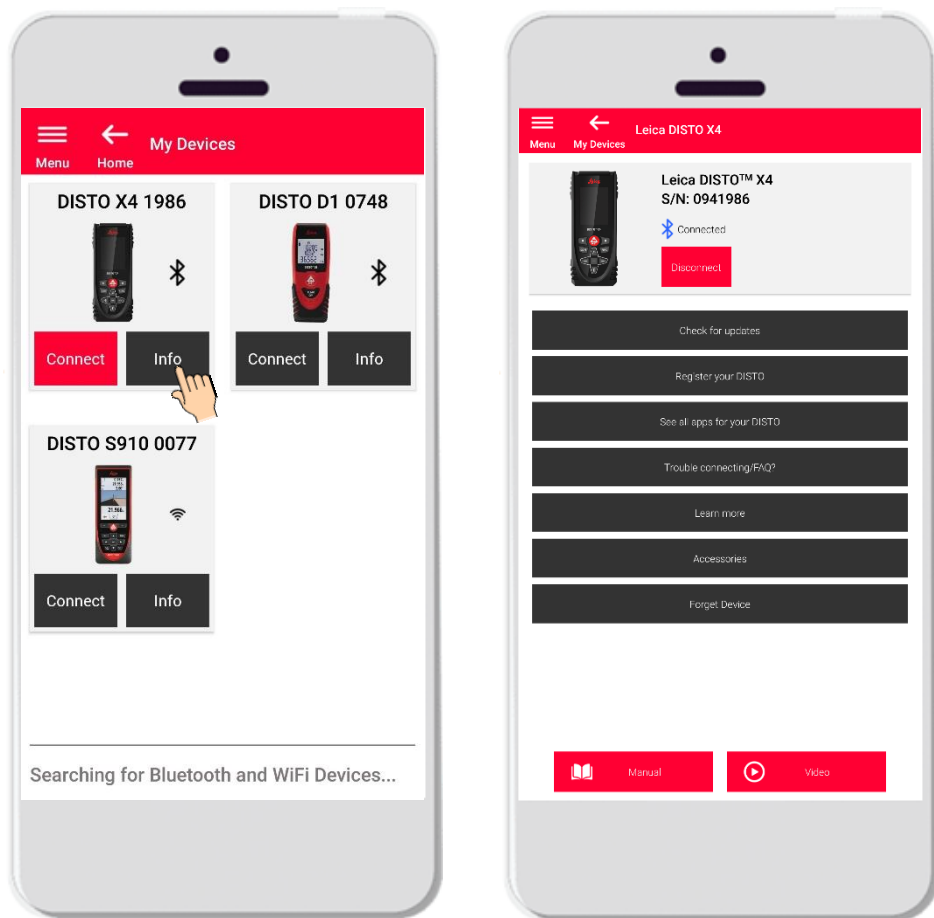 Menu
Home
My Devices
DISTO X4 1986
DISTO D1 0748
Connect
Info
Connect
Info
DISTO S910 0077
Connect
Info
Searching for Bluetooth and WiFi Devices...
Menu
My Devices
Leica DISTO X4
Leica DISTO™ X4
S/N: 0941986
Connected
Disconnect
Check for updates
Register your DISTO
See all apps for your DISTO
Trouble connecting/FAQ?
Learn more
Accessories
Forget Device
Manual
Video